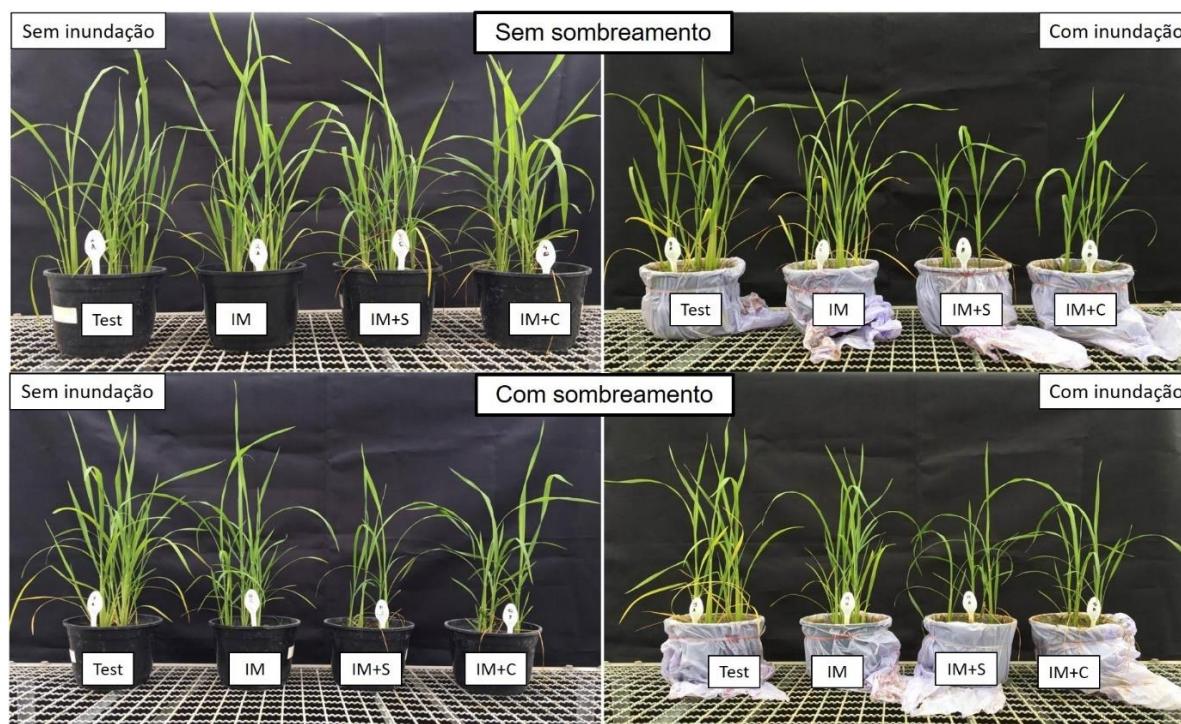 Sem inundação
Sem sombreamento
Com inundação
Test
IM
IM+S
IM+C
Test
IM
IM+S
IM+C
Sem inundação
Com sombreamento
Com inundação
Test
IM
IM+S
IM+C
Test
IM
IM+S
IM+C